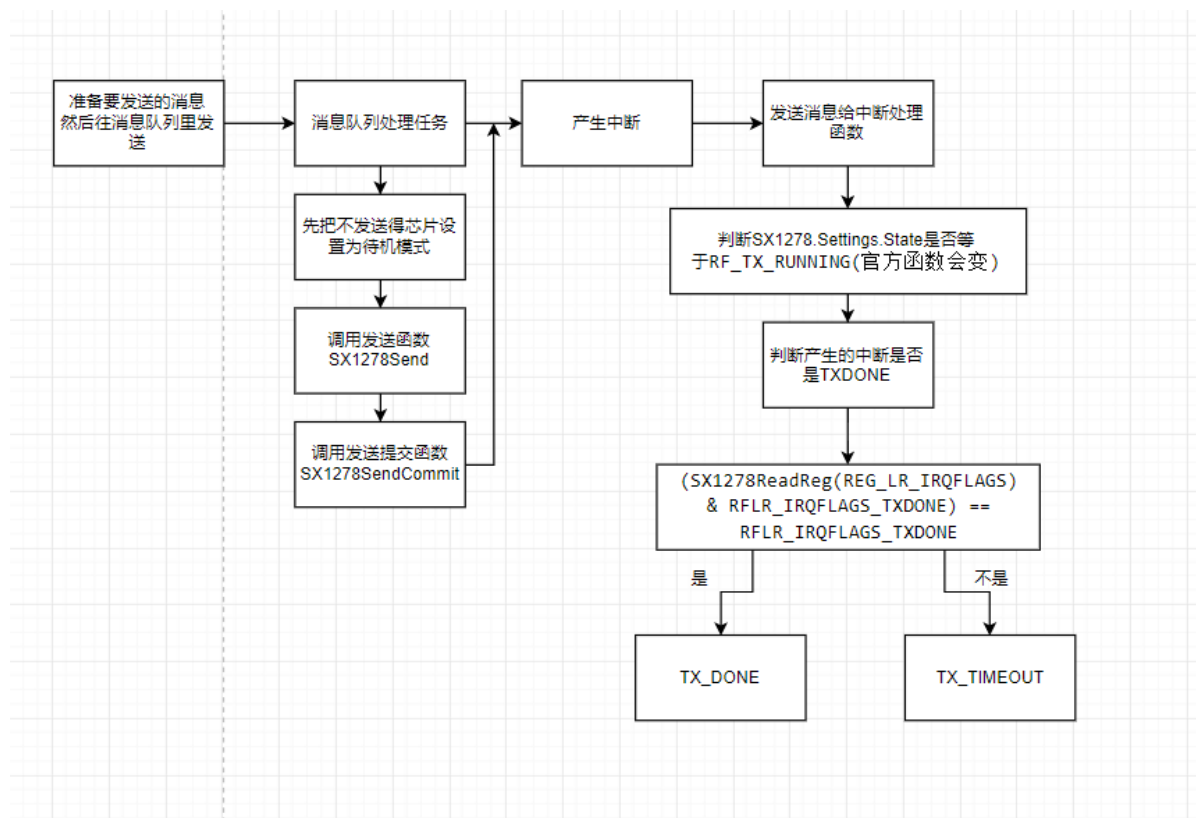 准备要发送的消息
然后往消息队列里发
送
消息队列处理任务
产生中断
发送消息给中断处理
函数
先把不发送得芯片设
置为待机模式
调用发送函数
SX1278Send
调用发送提交函数
SX1278SendCommit
判断SX1278.Settings.State是否等
于RF_TX_RUNNING(官方函数会变)
判断产生的中断是否
是TXDONE
(SX1278ReadReg(REG_LR_IRQFLAGS)
& RFLR_IRQFLAGS_TXDONE) ==
RFLR_IRQFLAGS_TXDONE
是
不是
TX_DONE
TX_TIMEOUT